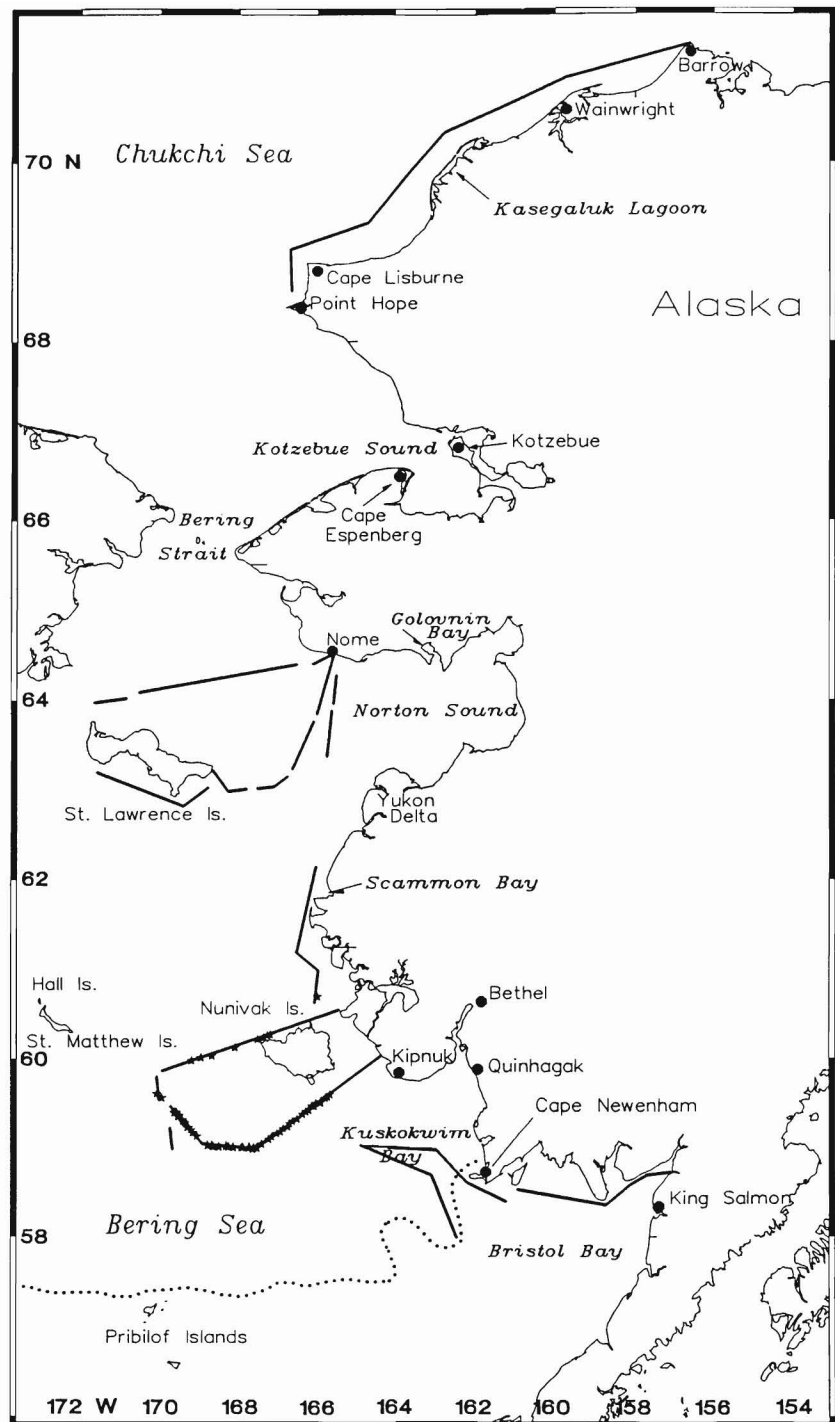 Barrow
Wainwright
70 N
Chukchi Sea
Kasegaluk Lagoon
Cape Lisburne
Point Hope
Alaska
68
Kotzebue Sound
Kotzebue
66
Bering
Strait
Cape
Espenberg
Golovnin
Bay
Nome
64
Norton Sound
St. Lawrence Is.
Yukon
Delta
62
Scammon Bay
Hall Is.
Nunivak Is.
Bethel
St. Matthew Is.
60
Kipnuk
Quinhagak
Cape Newenham
Kuskokwim
Bay
King Salmon
58
Bering Sea
Bristol Bay
Pribilof Islands
172 W 170 168 166 164 162 160 158 156 154